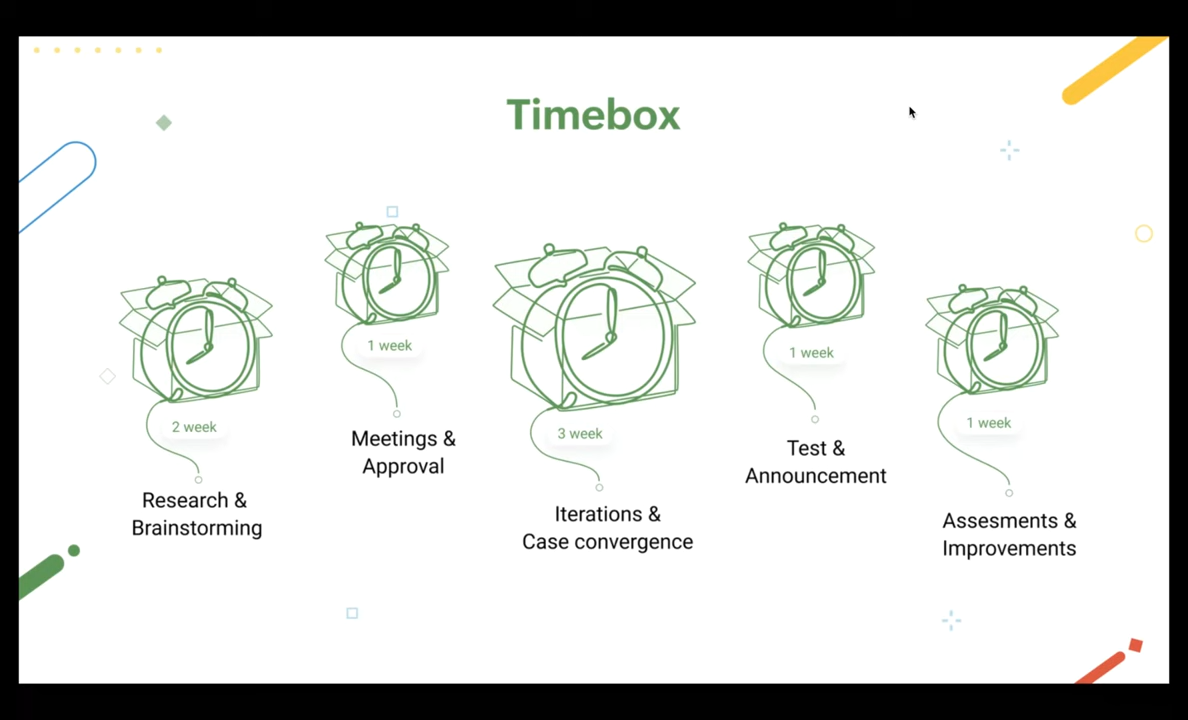 Timebox
2 week
Research &
Brainstorming
1 week
Meetings &
Approval
3 week
Iterations &
Case convergence
1 week
Test &
Announcement
1 week
Assesments &
Improvements